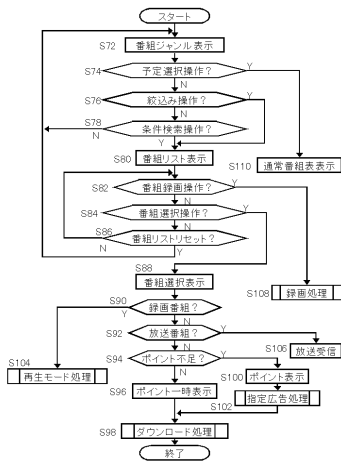 スタート
S72
番組ジャンル表示
S74
予定選択操作？
Y
N
S76
絞込み操作？
Y
N
S78
条件検索操作？
N
Y
S80
番組リスト表示
S110
通常番組表表示
S82
番組録画操作？
Y
N
S84
番組選択操作？
Y
N
S86
番組リストリセット？
N
Y
S88
番組選択表示
S108
録画処理
S90
録画番組？
Y
N
S92
放送番組？
Y
N
S106
放送受信
S94
ポイント不足？
Y
N
S104
再生モード処理
S100
ポイント表示
S96
ポイント一時表示
S102
指定広告処理
S98
ダウンロード処理
終了